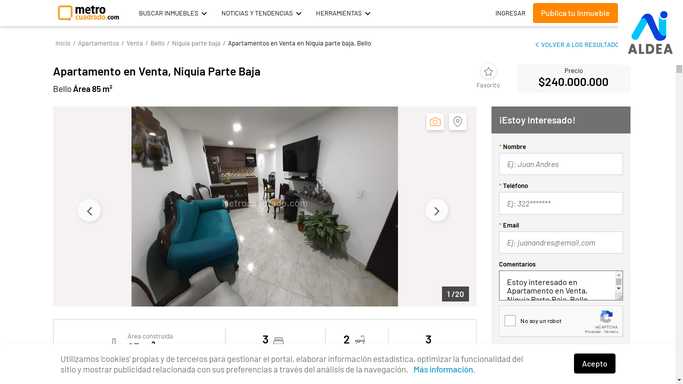 metro
cuadrado.com
BUSCAR INMUEBLES
NOTICIAS Y TENDENCIAS
HERRAMIENTAS
INGRESAR
Publica tu Inmueble
ALDEA
Inicio / Apartamentos / Venta / Bello / Niquia parte baja / Apartamentos en Venta en Niquia parte baja, Bello
< VOLVER A LOS RESULTADO
Apartamento en Venta, Niquia Parte Baja
Bello Área 85 m²
Favorito
Precio
$240.000.000
1 / 20
¡Estoy Interesado!
* Nombre
Ej: Juan Andres
* Teléfono
Ej: 322*******
* Email
Ej: juanandres@email.com
Comentarios
Estoy interesado en
Apartamento en Venta,
Niquia Parte Baja, Bello
No soy un robot
reCAPTCHA
Privacidad - Términos
Área construida
3
2
3
Utilizamos 'cookies' propias y de terceros para gestionar el portal, elaborar información estadística, optimizar la funcionalidad del
sitio y mostrar publicidad relacionada con sus preferencias a través del análisis de la navegación. Más información.
Acepto